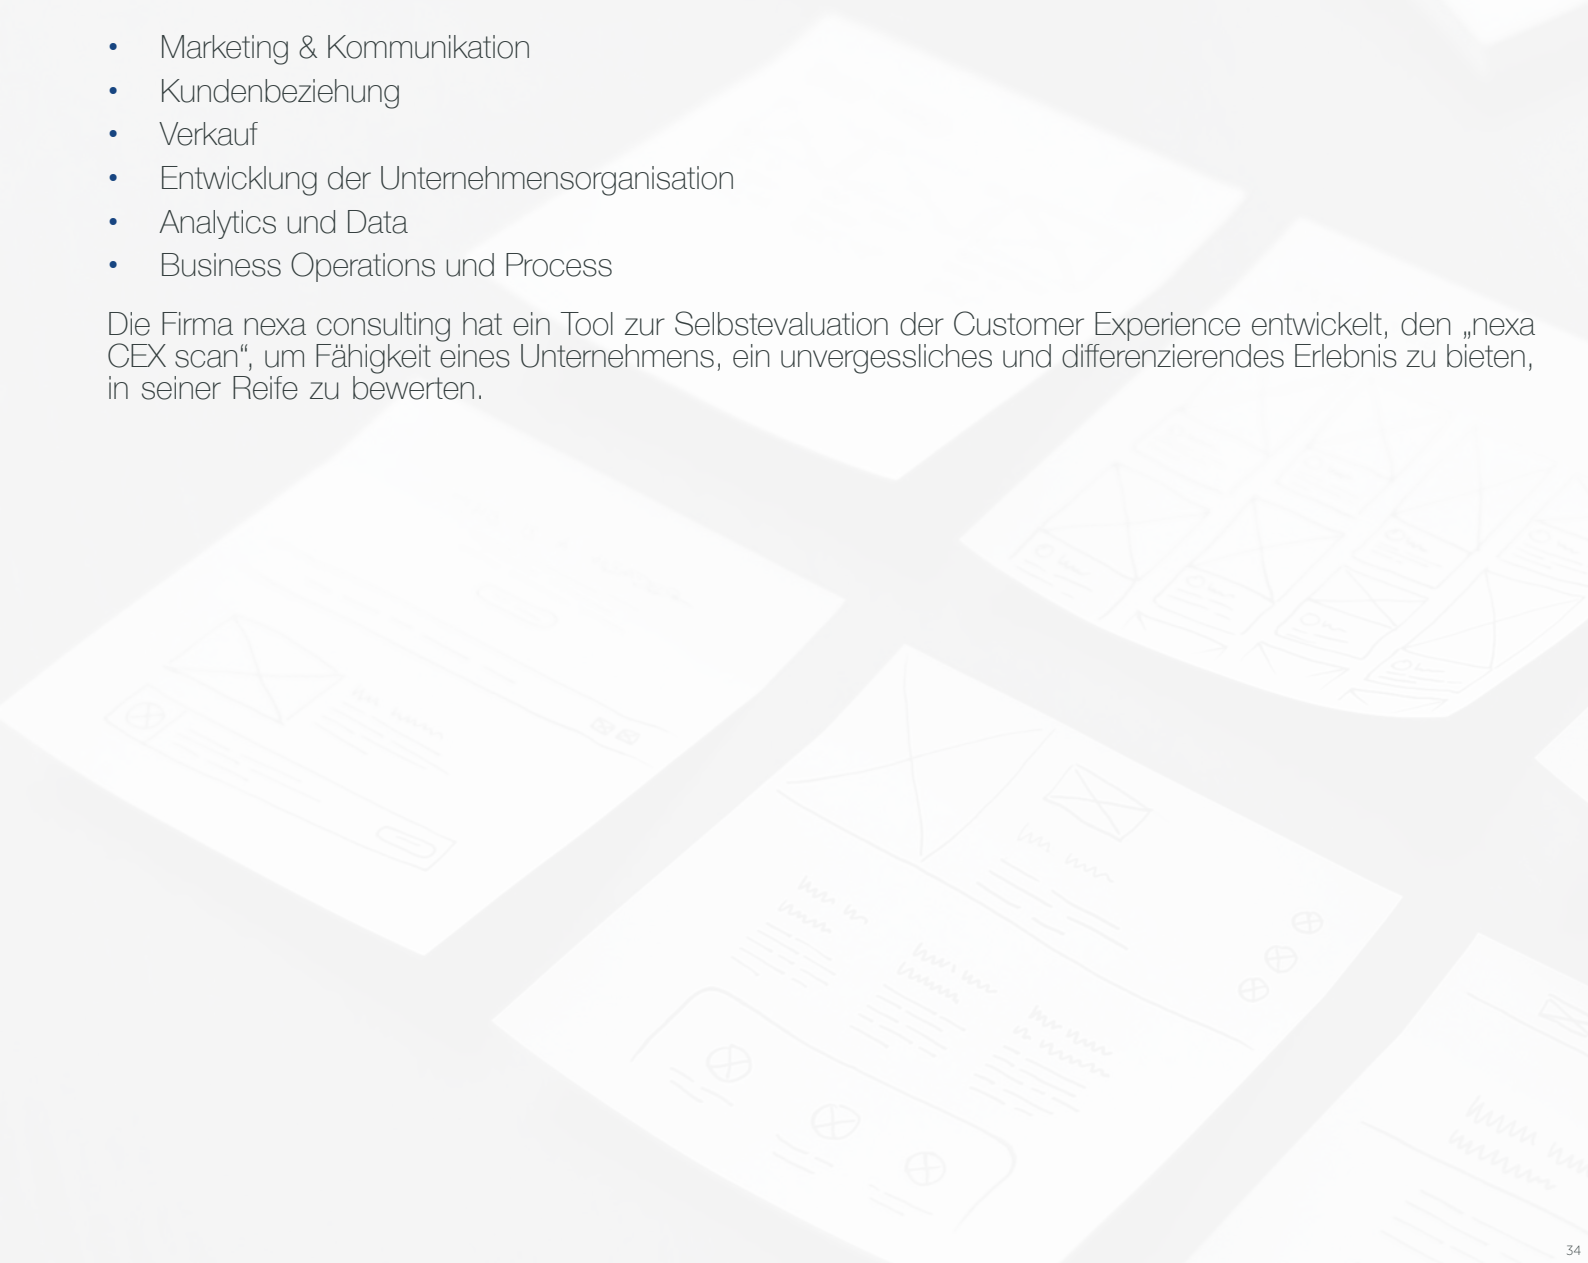 • Marketing & Kommunikation
• Kundenbeziehung
• Verkauf
• Entwicklung der Unternehmensorganisation
• Analytics und Data
• Business Operations und Process
Die Firma nexa consulting hat ein Tool zur Selbstevaluation der Customer Experience entwickelt, den „nexa
CEX scan“, um Fähigkeit eines Unternehmens, ein unvergessliches und differenzierendes Erlebnis zu bieten,
in seiner Reife zu bewerten.
34